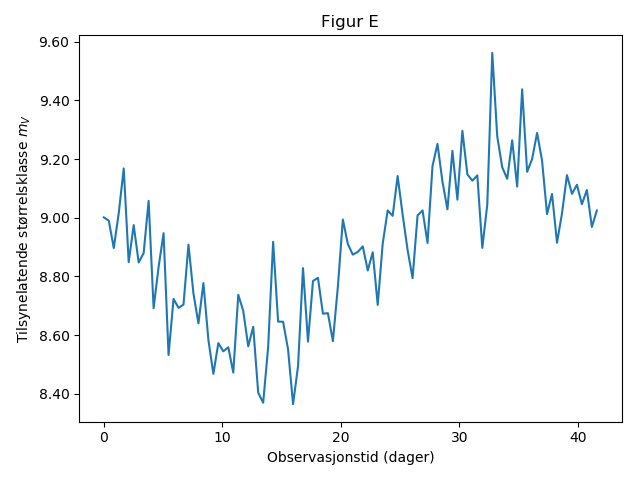 Figur E
9.60
9.40
9.20
9.00
8.80
8.60
8.40
Tilsynelatende størrelsklasse $m_V$
0 10 20 30 40
Observasjonstid (dager)